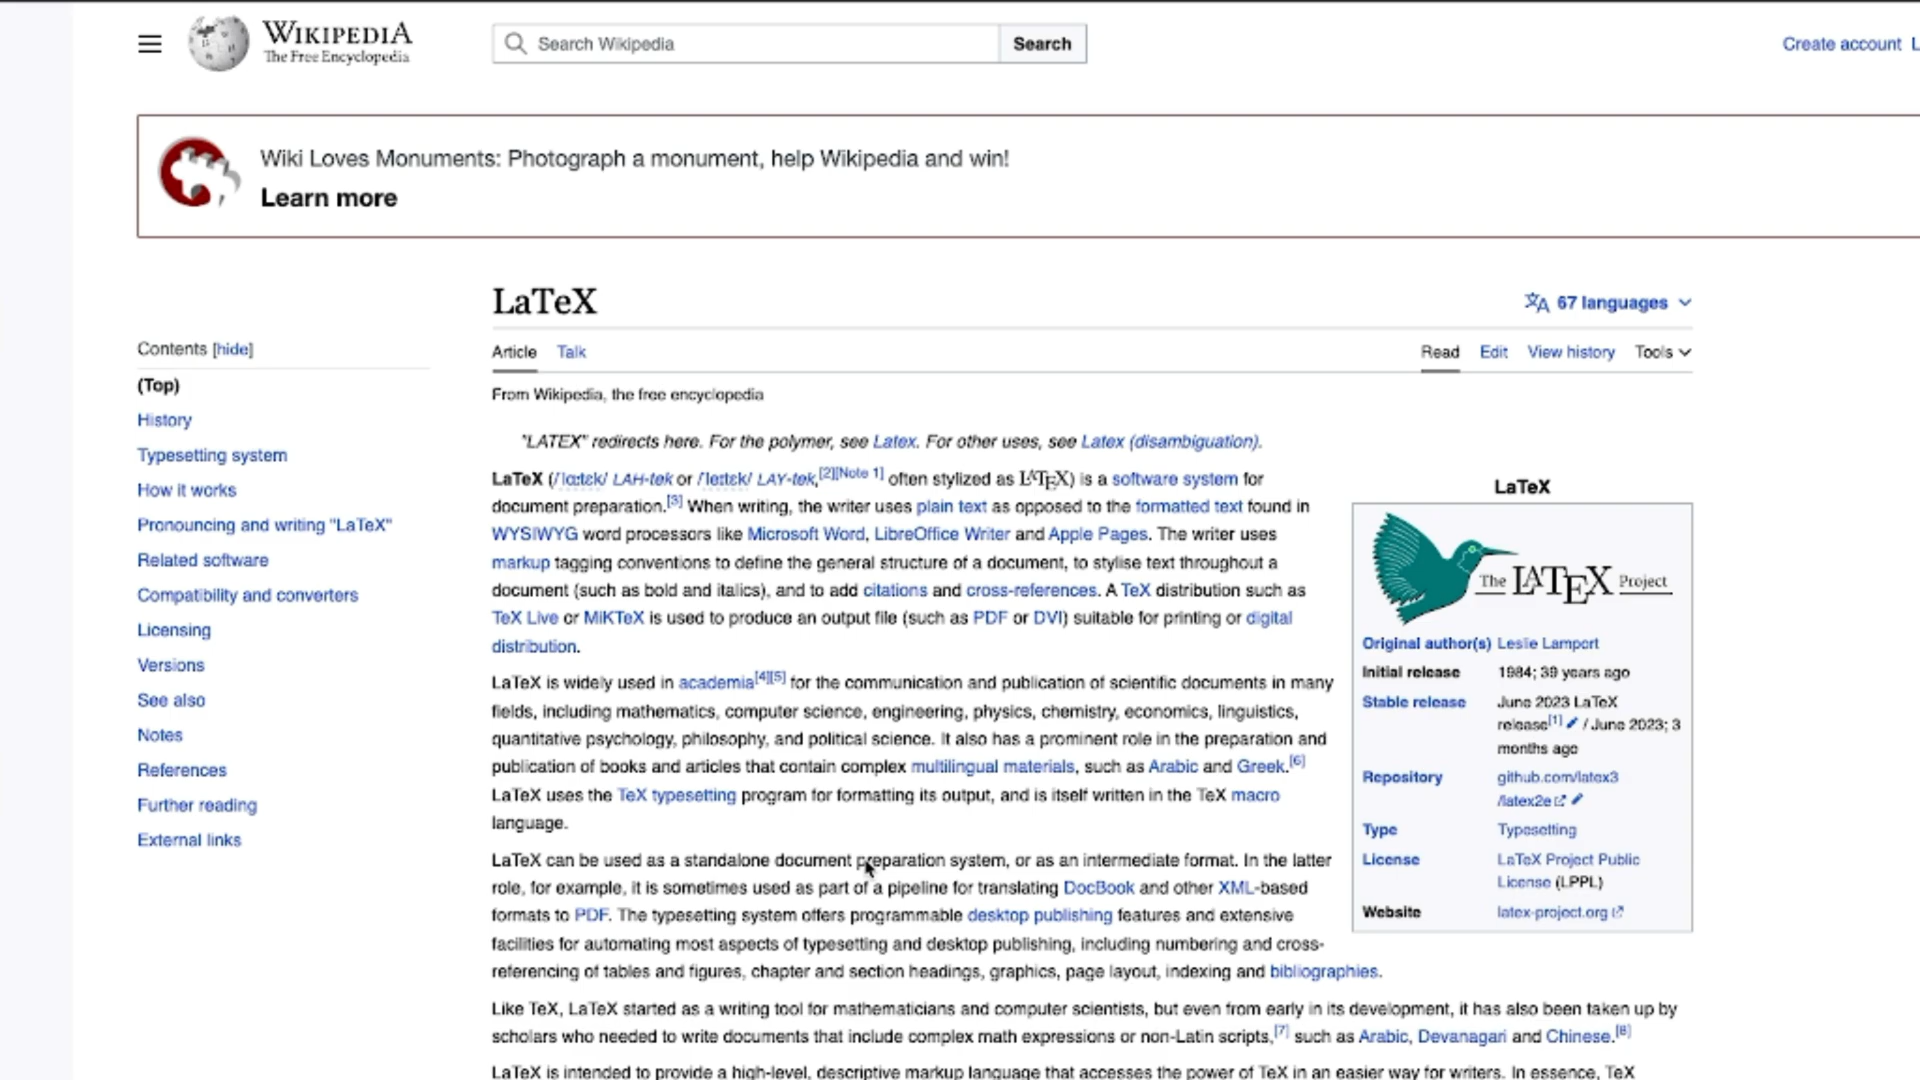 WIKIPEDIA
The Free Encyclopedia
Search Wikipedia
Search
Create account L
Wiki Loves Monuments: Photograph a monument, help Wikipedia and win!
Learn more
LaTeX
67 languages
Contents [hide]
(Top)
History
Typesetting system
How it works
Pronouncing and writing "LaTeX"
Related software
Compatibility and converters
Licensing
Versions
See also
Notes
References
Further reading
External links
Article Talk
Read Edit View history Tools
From Wikipedia, the free encyclopedia
"LATEX" redirects here. For the polymer, see Latex. For other uses, see Latex (disambiguation).
LaTeX (/ˈlɑːtɛk/ LAH-tek or /ˈleɪtɛk/ LAY-tek,[2][Note 1] often stylized as LATEX) is a software system for
document preparation.[3] When writing, the writer uses plain text as opposed to the formatted text found in
WYSIWYG word processors like Microsoft Word, LibreOffice Writer and Apple Pages. The writer uses
markup tagging conventions to define the general structure of a document, to stylise text throughout a
document (such as bold and italics), and to add citations and cross-references. A TeX distribution such as
TeX Live or MiKTeX is used to produce an output file (such as PDF or DVI) suitable for printing or digital
distribution.
LaTeX is widely used in academia[4][5] for the communication and publication of scientific documents in many
fields, including mathematics, computer science, engineering, physics, chemistry, economics, linguistics,
quantitative psychology, philosophy, and political science. It also has a prominent role in the preparation and
publication of books and articles that contain complex multilingual materials, such as Arabic and Greek.[6]
LaTeX uses the TeX typesetting program for formatting its output, and is itself written in the TeX macro
language.
LaTeX can be used as a standalone document preparation system, or as an intermediate format. In the latter
role, for example, it is sometimes used as part of a pipeline for translating DocBook and other XML-based
formats to PDF. The typesetting system offers programmable desktop publishing features and extensive
facilities for automating most aspects of typesetting and desktop publishing, including numbering and cross-
referencing of tables and figures, chapter and section headings, graphics, page layout, indexing and bibliographies.
Like TeX, LaTeX started as a writing tool for mathematicians and computer scientists, but even from early in its development, it has also been taken up by
scholars who needed to write documents that include complex math expressions or non-Latin scripts,[7] such as Arabic, Devanagari and Chinese.[8]
LaTeX is intended to provide a high-level, descriptive markup language that accesses the power of TeX in an easier way for writers. In essence, TeX
LaTeX
The LATEX Project
Original author(s) Leslie Lamport
Initial release 1984; 39 years ago
Stable release June 2023 LaTeX
release[1] / June 2023; 3
months ago
Repository github.com/latex3
/latex2e
Type Typesetting
License LaTeX Project Public
License (LPPL)
Website latex-project.org